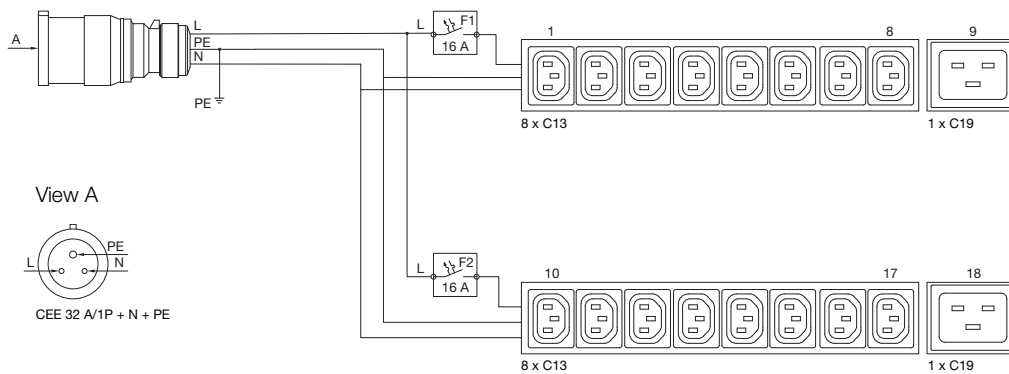 A
L
PE
N
PE
L
F1
16 A
1
8
9
8 x C13
1 x C19
View A
L
PE
N
CEE 32 A/1P + N + PE
L
F2
16 A
10
17
18
8 x C13
1 x C19